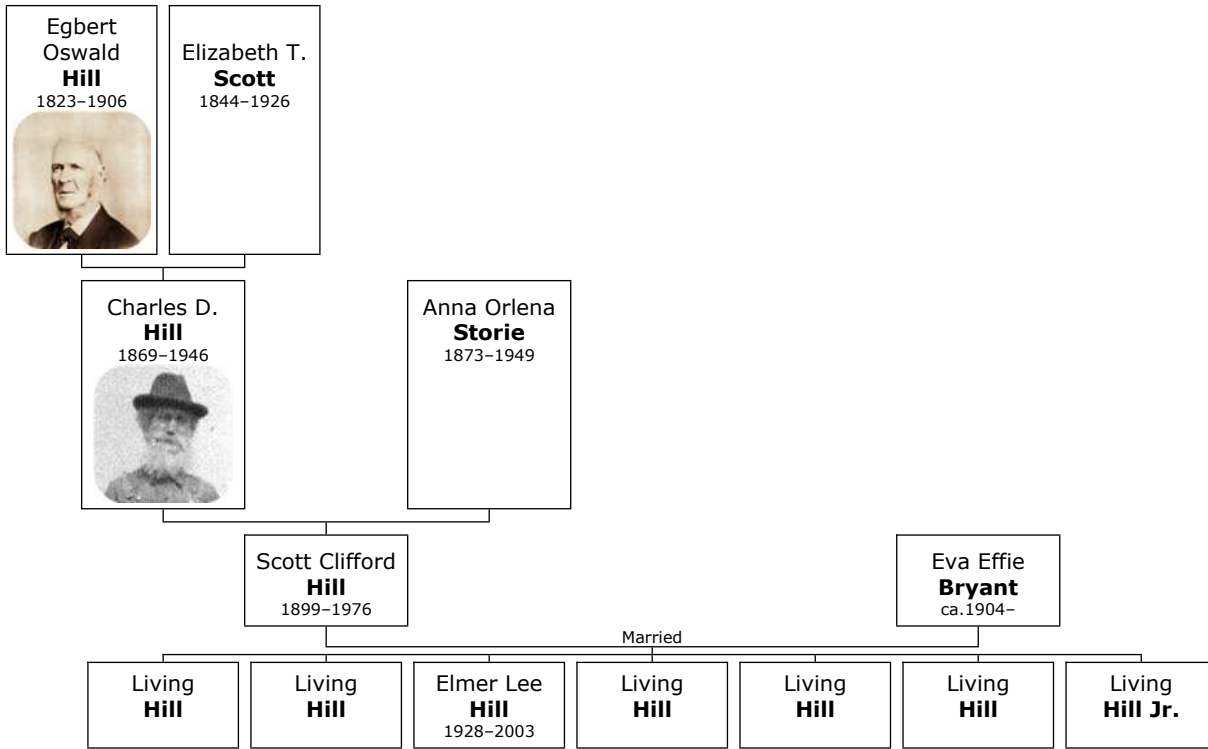 Egbert
Oswald
Hill
1823–1906
Elizabeth T.
Scott
1844–1926
Charles D.
Hill
1869–1946
Anna Orlena
Storie
1873–1949
Scott Clifford
Hill
1899–1976
Eva Effie
Bryant
ca.1904–
Married
Living
Hill
Living
Hill
Elmer Lee
Hill
1928–2003
Living
Hill
Living
Hill
Living
Hill
Living
Hill Jr.